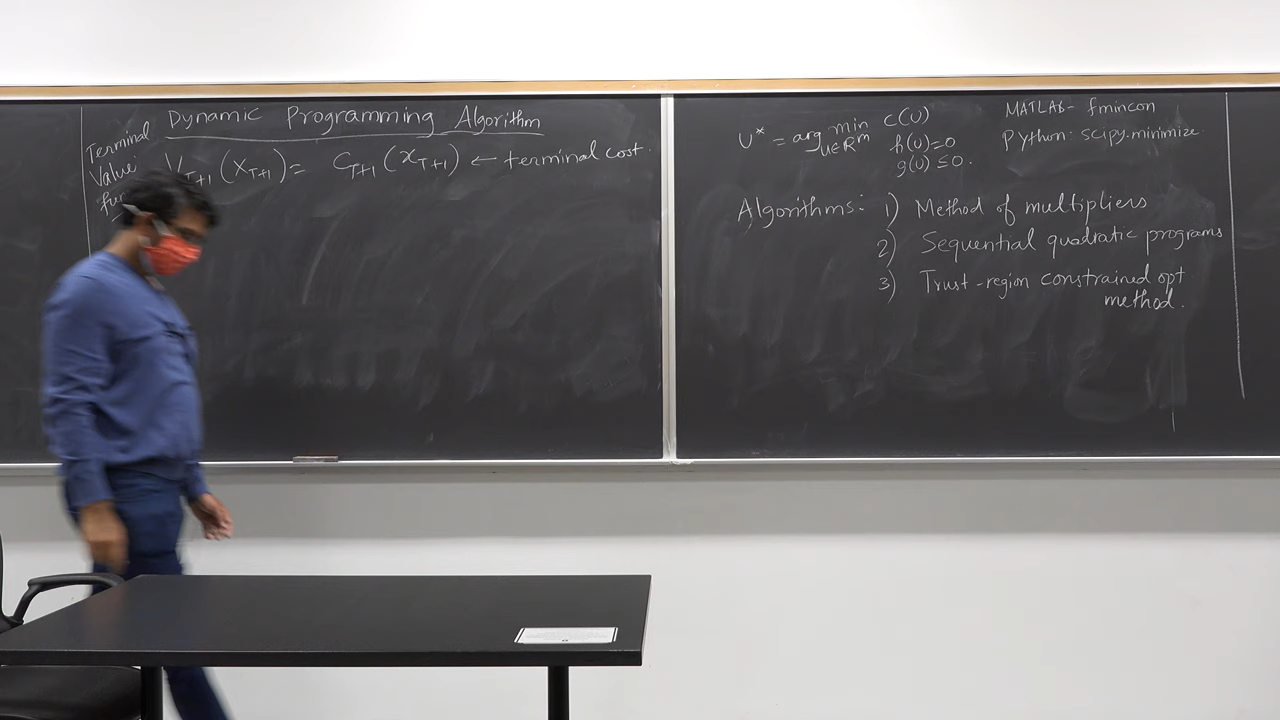 Dynamic Programming Algorithm
Terminal
Value
V_{T+1}(X_{T+1}) = C_{T+1}(x_{T+1}) ← terminal cost.
U* = arg min C(U)
U∈R^m
h(U)=0
g(U) ≤ 0.
MATLAB - fmincon
Python: scipy.minimize
Algorithms: 1) Method of multipliers
2) Sequential quadratic programs
3) Trust-region constrained opt
method.